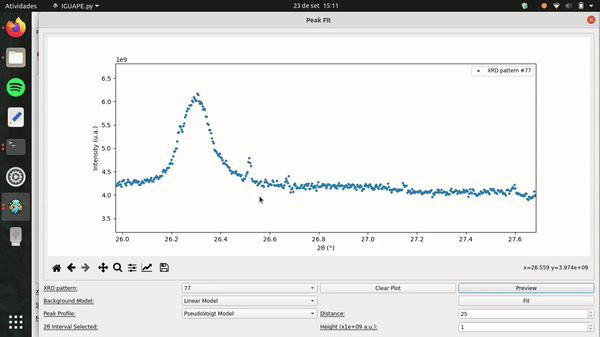 Atividades IGUAPE.py 23 de set 15:11
Peak Fit
1e9
XRD pattern #77
6.5
6.0
5.5
5.0
4.5
4.0
3.5
Intensity (u.a.)
26.0 26.2 26.4 26.6 26.8 27.0 27.2 27.4 27.6
2θ (°)
x=26.559 y=3.974e+09
XRD pattern: 77 Clear Plot Preview
Background Model: Linear Model Fit
Peak Profile: PseudoVoigt Model Distance: 25
2θ Interval Selected: Height (x1e+09 a.u.): 1